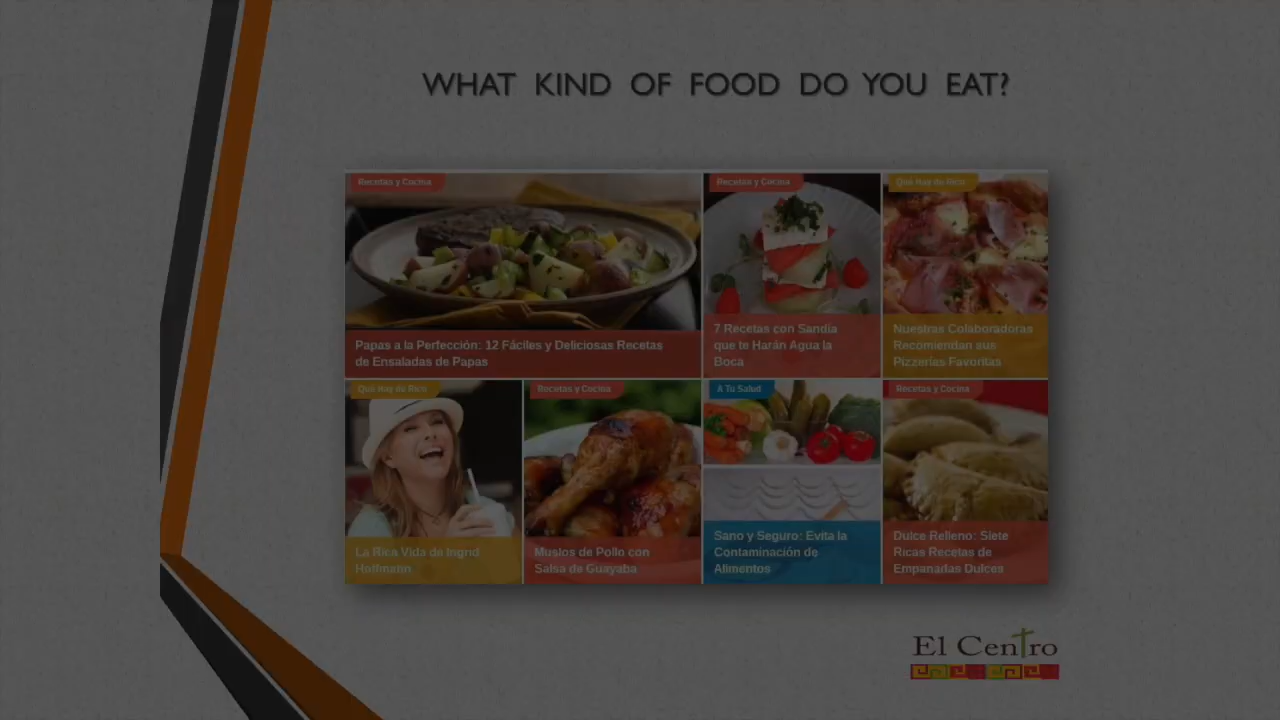 WHAT KIND OF FOOD DO YOU EAT?
Recetas y Cocina
Recetas y Cocina
Qué Hay de Rico
Papas a la Perfección: 12 Fáciles y Deliciosas Recetas
de Ensaladas de Papas
7 Recetas con Sandía
que te Harán Agua la
Boca
Nuestras Colaboradoras
Recomiendan sus
Pizzerías Favoritas
Qué Hay de Rico
Recetas y Cocina
A Tu Salud
Recetas y Cocina
La Rica Vida de Ingrid
Hoffmann
Muslos de Pollo con
Salsa de Guayaba
Sano y Seguro: Evita la
Contaminación de
Alimentos
Dulce Relleno: Siete
Ricas Recetas de
Empanadas Dulces
El Centro